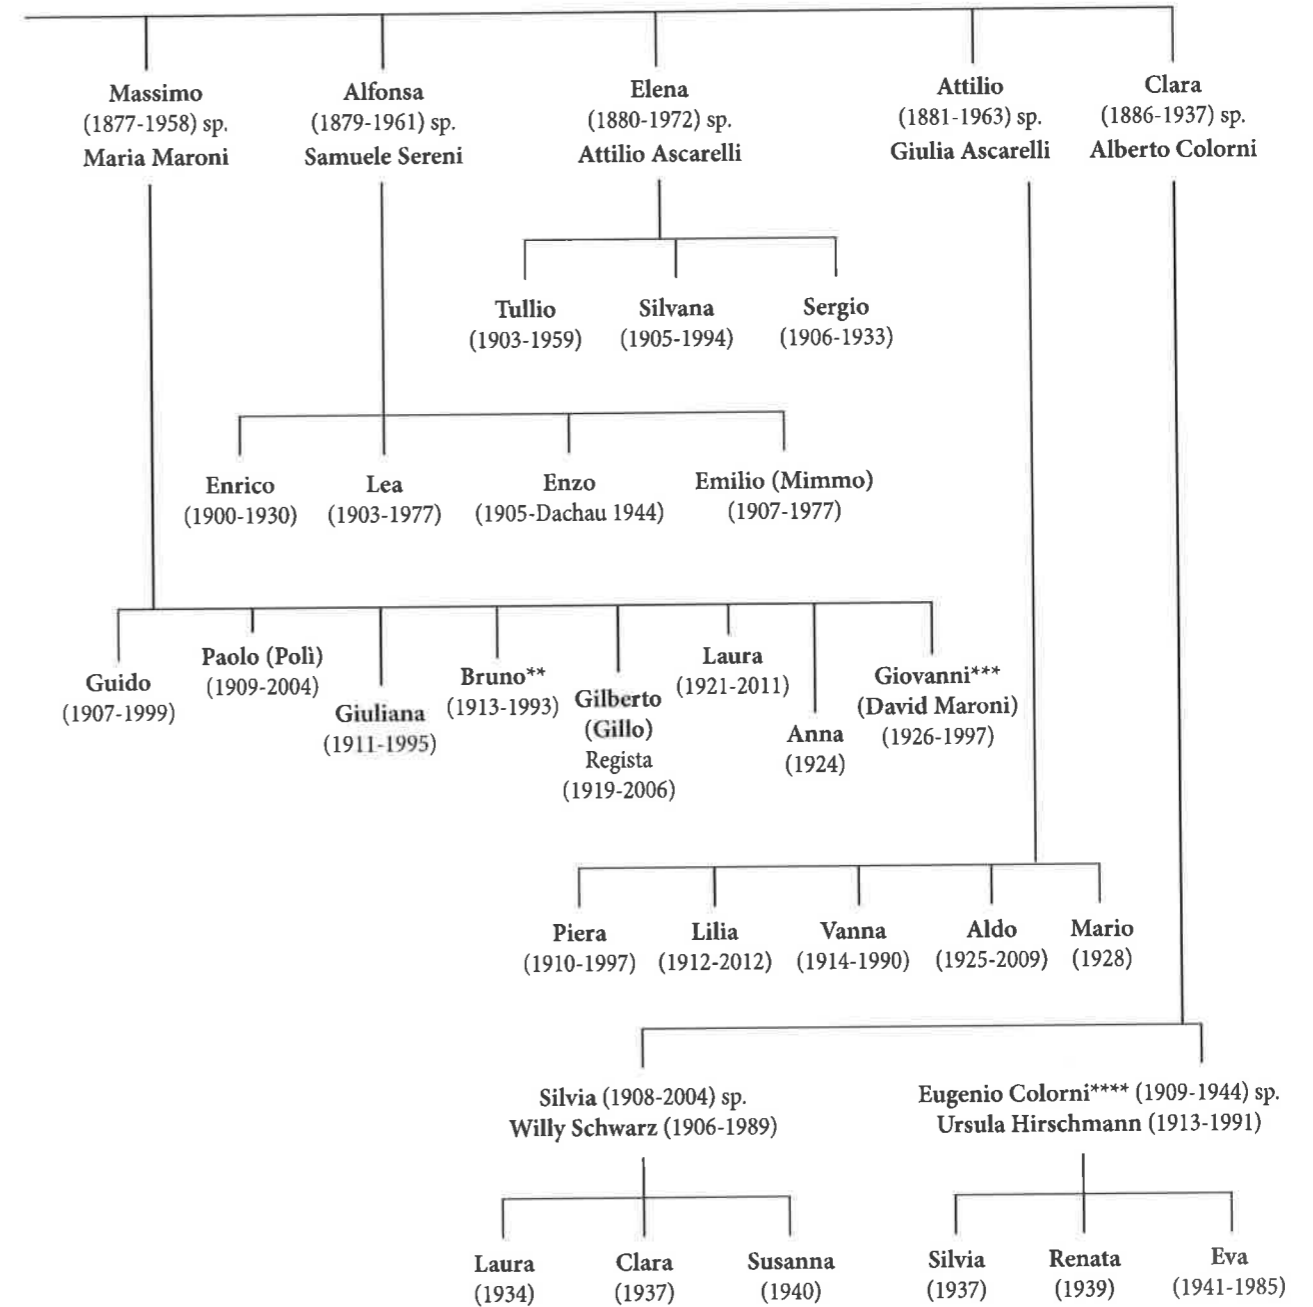 Massimo
(1877-1958) sp.
Maria Maroni
Alfonsa
(1879-1961) sp.
Samuele Sereni
Elena
(1880-1972) sp.
Attilio Ascarelli
Attilio
(1881-1963) sp.
Giulia Ascarelli
Clara
(1886-1937) sp.
Alberto Colorni
Tullio
(1903-1959)
Silvana
(1905-1994)
Sergio
(1906-1933)
Enrico
(1900-1930)
Lea
(1903-1977)
Enzo
(1905-Dachau 1944)
Emilio (Mimmo)
(1907-1977)
Guido
(1907-1999)
Paolo (Polì)
(1909-2004)
Giuliana
(1911-1995)
Bruno**
(1913-1993)
Gilberto
(Gillo)
Regista
(1919-2006)
Laura
(1921-2011)
Anna
(1924)
Giovanni***
(David Maroni)
(1926-1997)
Piera
(1910-1997)
Lilia
(1912-2012)
Vanna
(1914-1990)
Aldo
(1925-2009)
Mario
(1928)
Silvia (1908-2004) sp.
Willy Schwarz (1906-1989)
Eugenio Colorni**** (1909-1944) sp.
Ursula Hirschmann (1913-1991)
Laura
(1934)
Clara
(1937)
Susanna
(1940)
Silvia
(1937)
Renata
(1939)
Eva
(1941-1985)